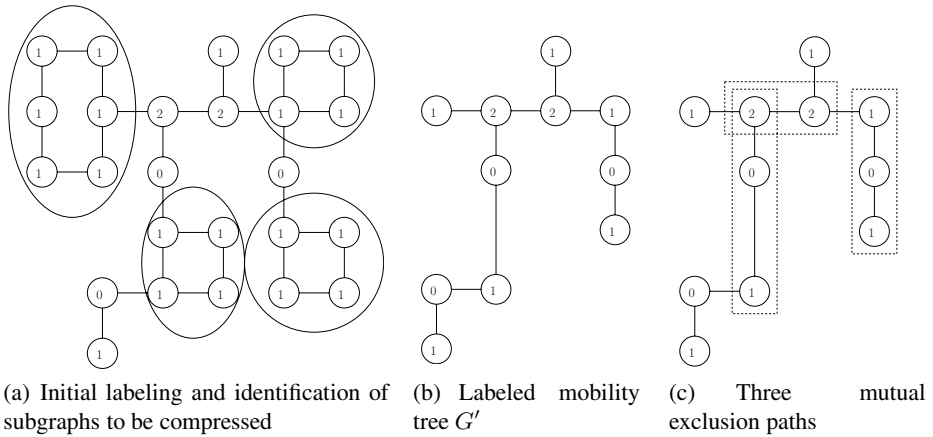 1 1 1 1 1
1 1 2 2 1 1
1 1 0 0
1 1 1 1
0 1 1 1 1
1
(a) Initial labeling and identification of
subgraphs to be compressed
1
1 2 2 1
0 0
1
0 1
1
(b) Labeled mobility
tree G′
1
1 2 2 1
0 0
1
0 1
1
(c) Three mutual
exclusion paths